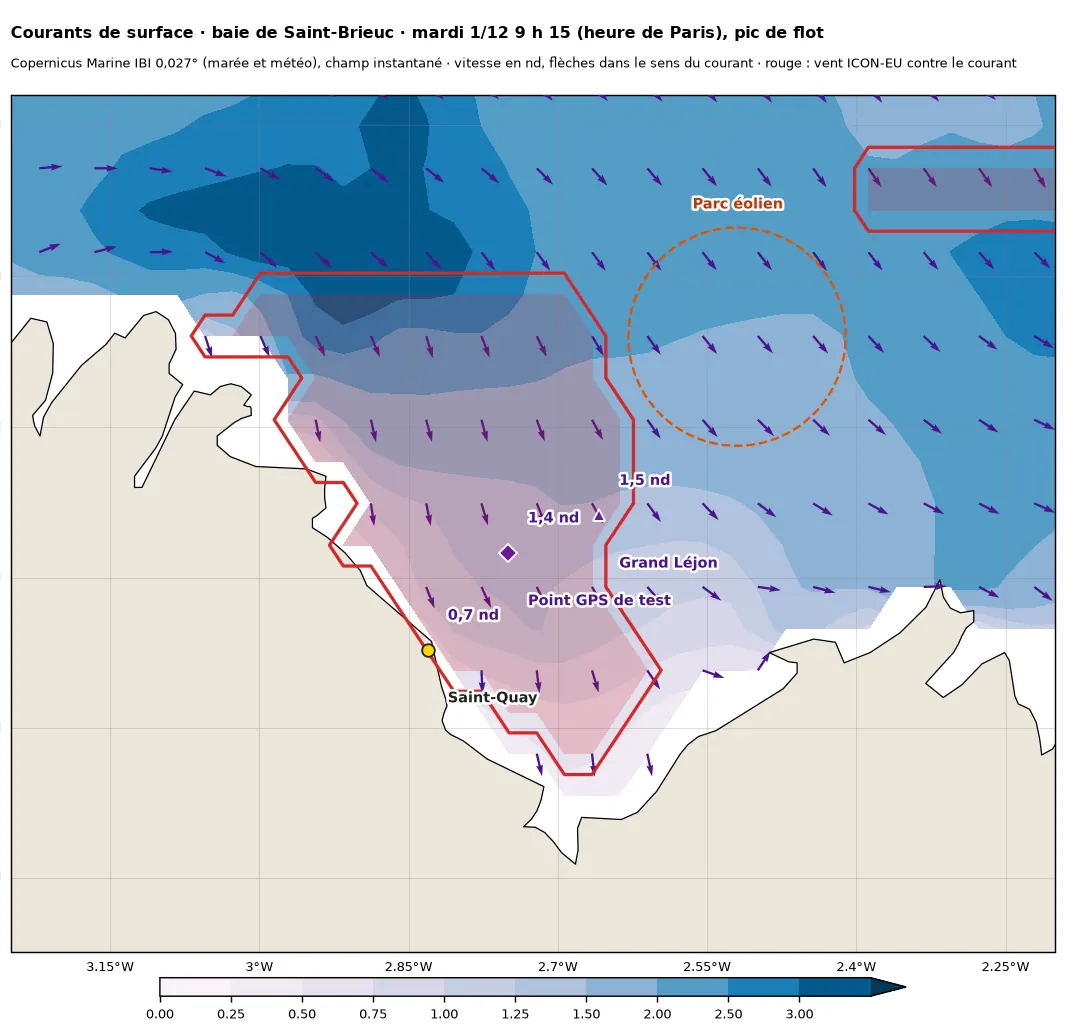 Courants de surface · baie de Saint-Brieuc · mardi 1/12 9 h 15 (heure de Paris), pic de flot
Copernicus Marine IBI 0,027° (marée et météo), champ instantané · vitesse en nd, flèches dans le sens du courant · rouge : vent ICON-EU contre le courant
Parc éolien
1,5 nd
1,4 nd
Grand Léjon
Point GPS de test
0,7 nd
Saint-Quay
3.15°W 3°W 2.85°W 2.7°W 2.55°W 2.4°W 2.25°W
0.00 0.25 0.50 0.75 1.00 1.25 1.50 2.00 2.50 3.00